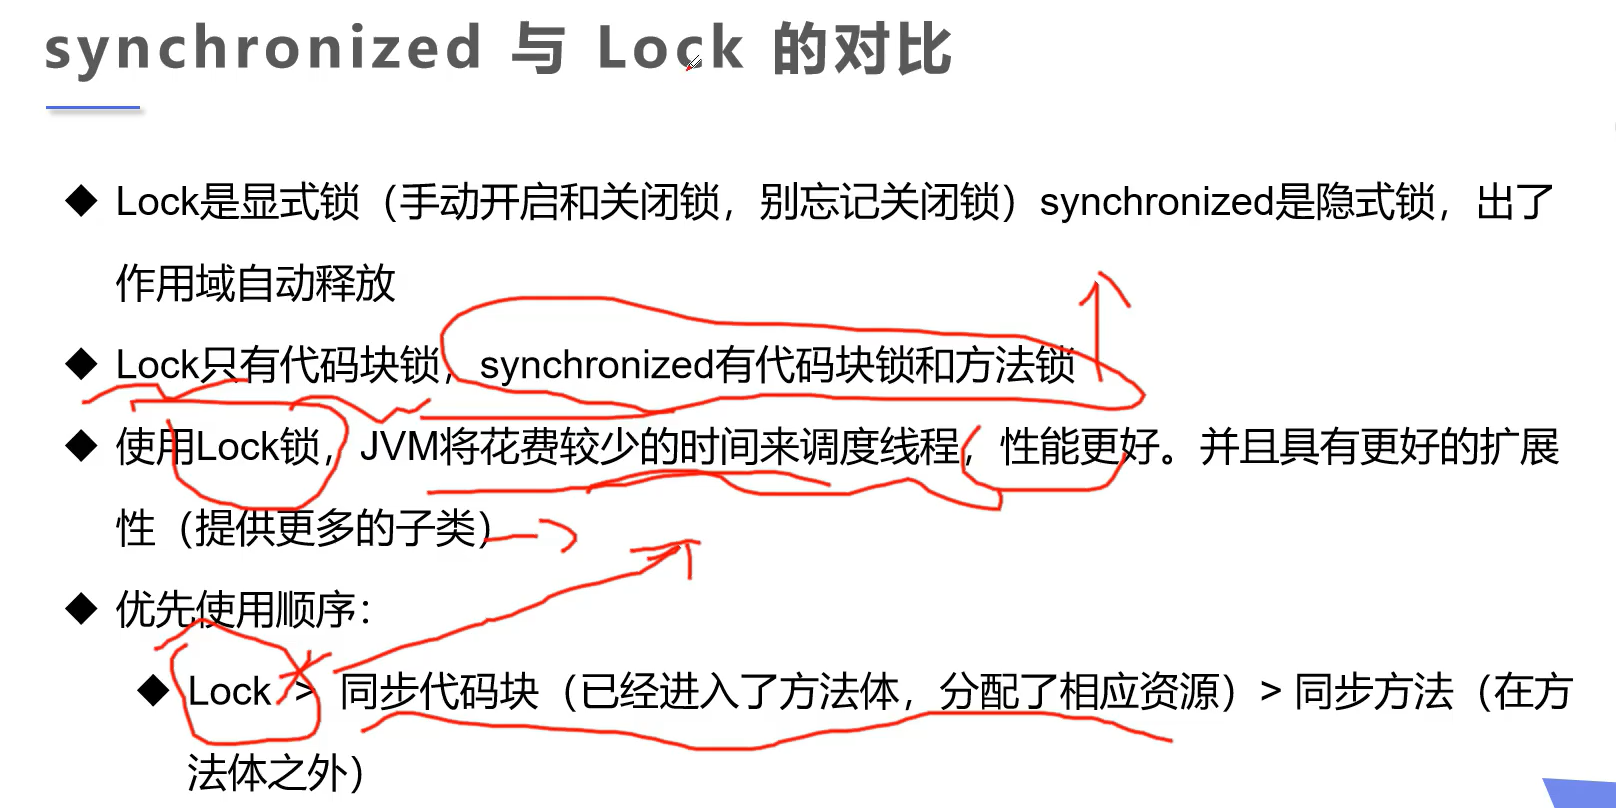 synchronized 与 Lock 的对比
◆ Lock是显式锁（手动开启和关闭锁，别忘记关闭锁）synchronized是隐式锁，出了
作用域自动释放
◆ Lock只有代码块锁，synchronized有代码块锁和方法锁
◆ 使用Lock锁，JVM将花费较少的时间来调度线程，性能更好。并且具有更好的扩展
性（提供更多的子类）
◆ 优先使用顺序：
◆ Lock > 同步代码块（已经进入了方法体，分配了相应资源）> 同步方法（在方
法体之外）